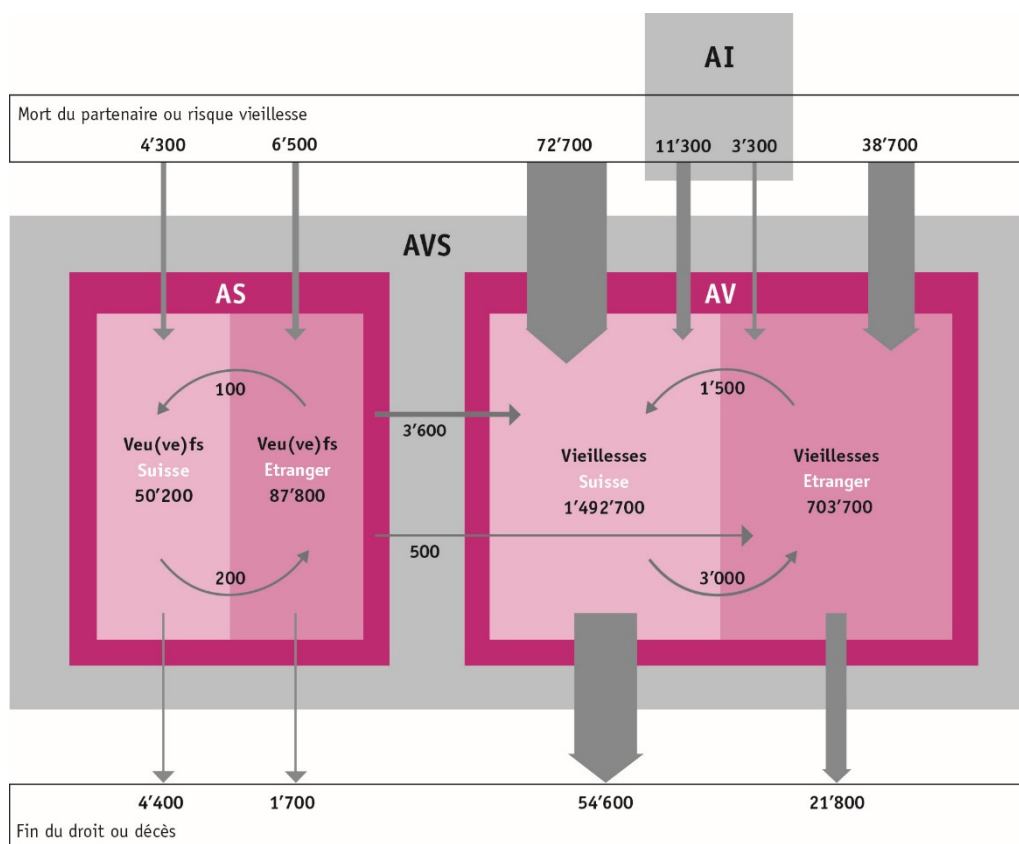 AI
Mort du partenaire ou risque vieillesse
4’300 6’500 72’700 11’300 3’300 38’700
AVS
AS AV
100 1’500
3’600
Veu(ve)fs Veu(ve)fs Vieillesses Vieillesses
Suisse Etranger Suisse Etranger
50’200 87’800 1’492’700 703’700
500
200 3’000
4’400 1’700 54’600 21’800
Fin du droit ou décès